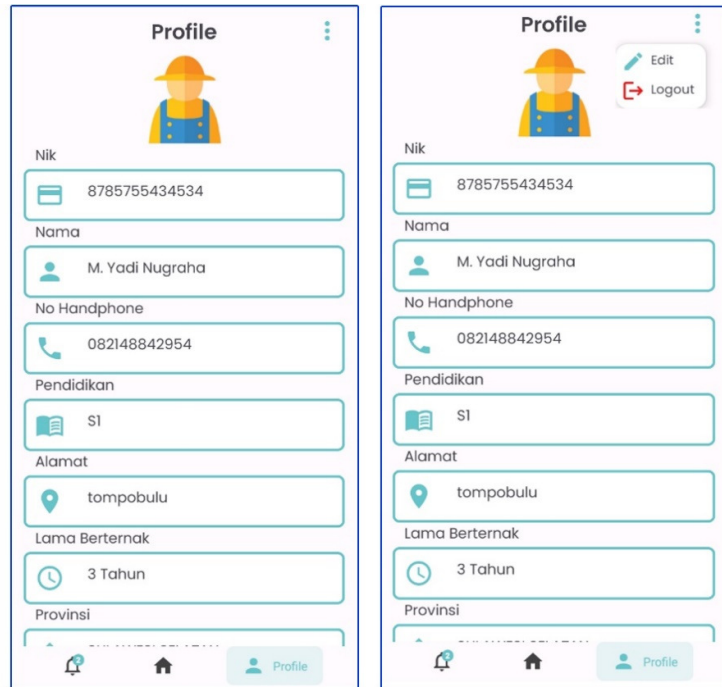 Profile
Nik
8785755434534
Nama
M. Yadi Nugraha
No Handphone
082148842954
Pendidikan
S1
Alamat
tompobulu
Lama Berternak
3 Tahun
Provinsi
2
Profile
Profile
Edit
Logout
Nik
8785755434534
Nama
M. Yadi Nugraha
No Handphone
082148842954
Pendidikan
S1
Alamat
tompobulu
Lama Berternak
3 Tahun
Provinsi
2
Profile